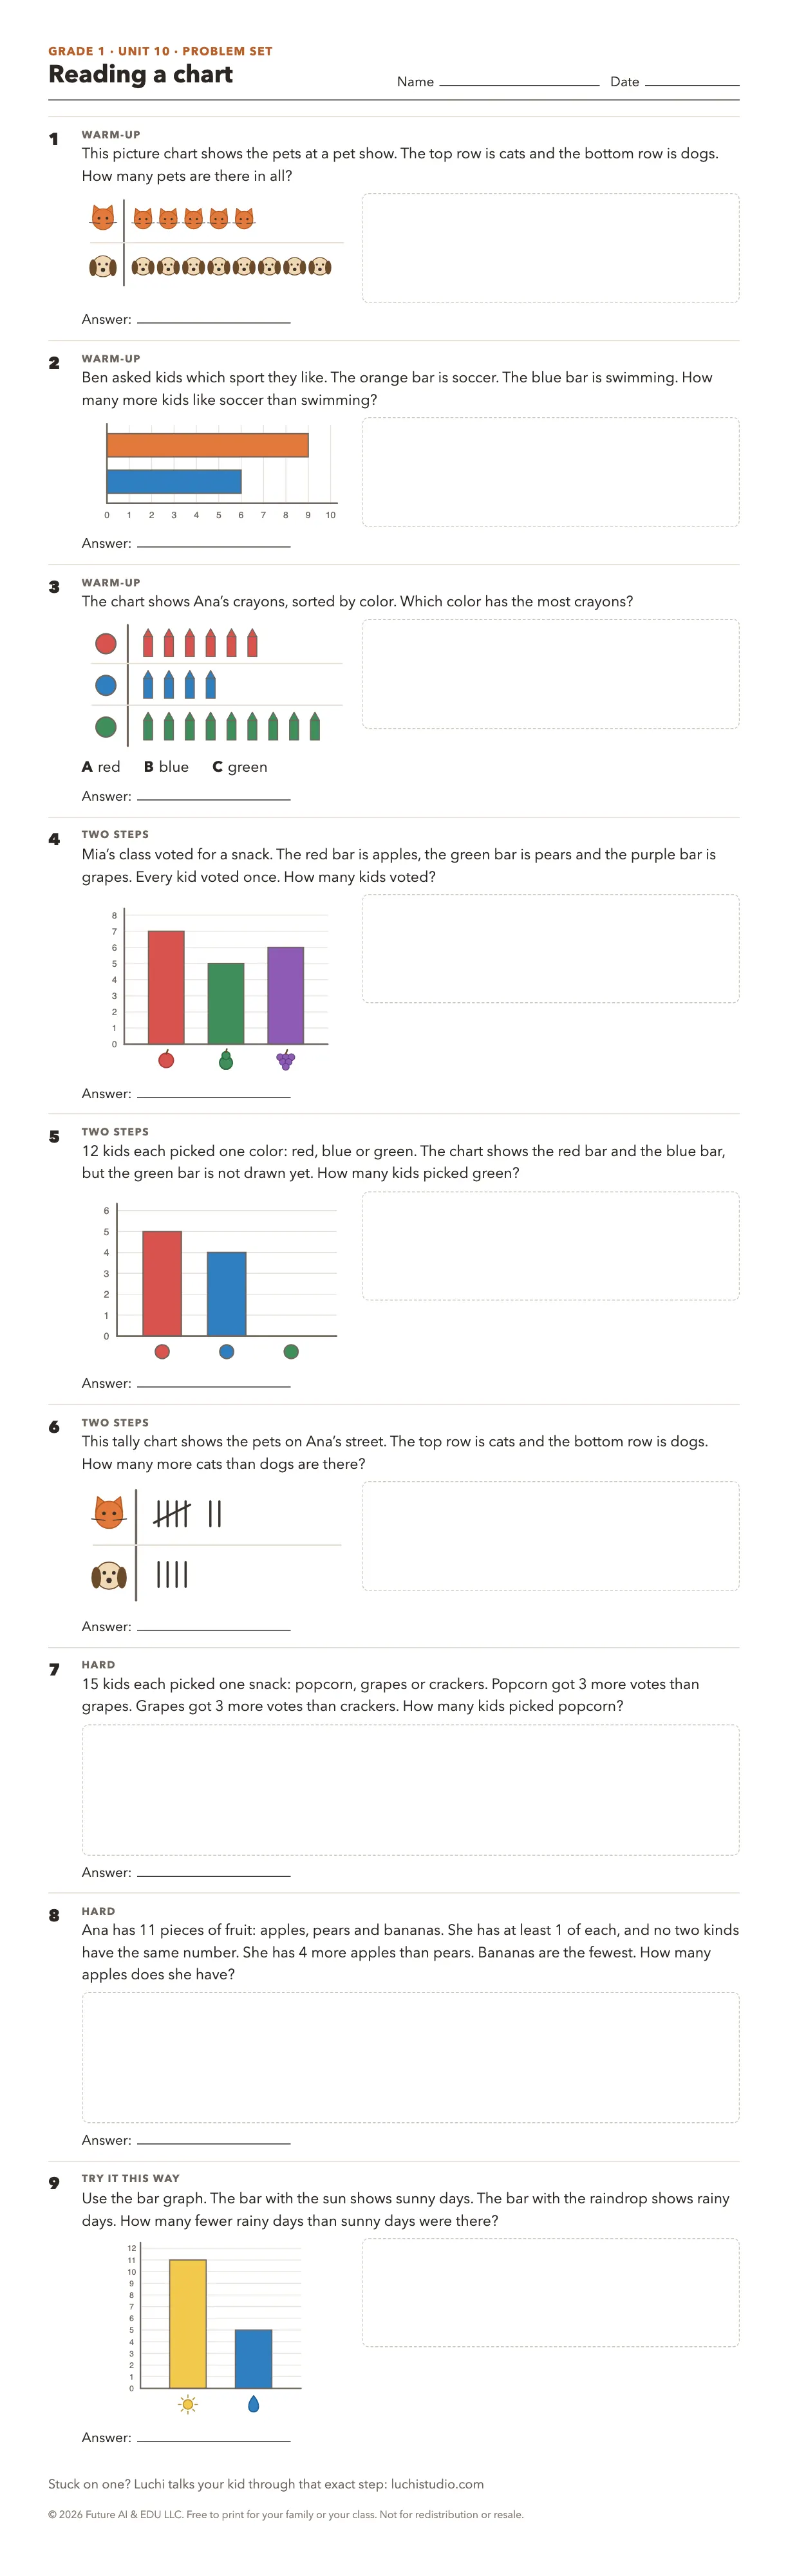 GRADE 1 · UNIT 10 · PROBLEM SET
Reading a chart
Name Date
1
WARM-UP
This picture chart shows the pets at a pet show. The top row is cats and the bottom row is dogs.
How many pets are there in all?
Answer:
2
WARM-UP
Ben asked kids which sport they like. The orange bar is soccer. The blue bar is swimming. How
many more kids like soccer than swimming?
0 1 2 3 4 5 6 7 8 9 10
Answer:
3
WARM-UP
The chart shows Ana’s crayons, sorted by color. Which color has the most crayons?
A red B blue C green
Answer:
4
TWO STEPS
Mia’s class voted for a snack. The red bar is apples, the green bar is pears and the purple bar is
grapes. Every kid voted once. How many kids voted?
8
7
6
5
4
3
2
1
0
Answer:
5
TWO STEPS
12 kids each picked one color: red, blue or green. The chart shows the red bar and the blue bar,
but the green bar is not drawn yet. How many kids picked green?
6
5
4
3
2
1
0
Answer:
6
TWO STEPS
This tally chart shows the pets on Ana’s street. The top row is cats and the bottom row is dogs.
How many more cats than dogs are there?
Answer:
7
HARD
15 kids each picked one snack: popcorn, grapes or crackers. Popcorn got 3 more votes than
grapes. Grapes got 3 more votes than crackers. How many kids picked popcorn?
Answer:
8
HARD
Ana has 11 pieces of fruit: apples, pears and bananas. She has at least 1 of each, and no two kinds
have the same number. She has 4 more apples than pears. Bananas are the fewest. How many
apples does she have?
Answer:
9
TRY IT THIS WAY
Use the bar graph. The bar with the sun shows sunny days. The bar with the raindrop shows rainy
days. How many fewer rainy days than sunny days were there?
12
11
10
9
8
7
6
5
4
3
2
1
0
Answer:
Stuck on one? Luchi talks your kid through that exact step: luchistudio.com
© 2026 Future AI & EDU LLC. Free to print for your family or your class. Not for redistribution or resale.